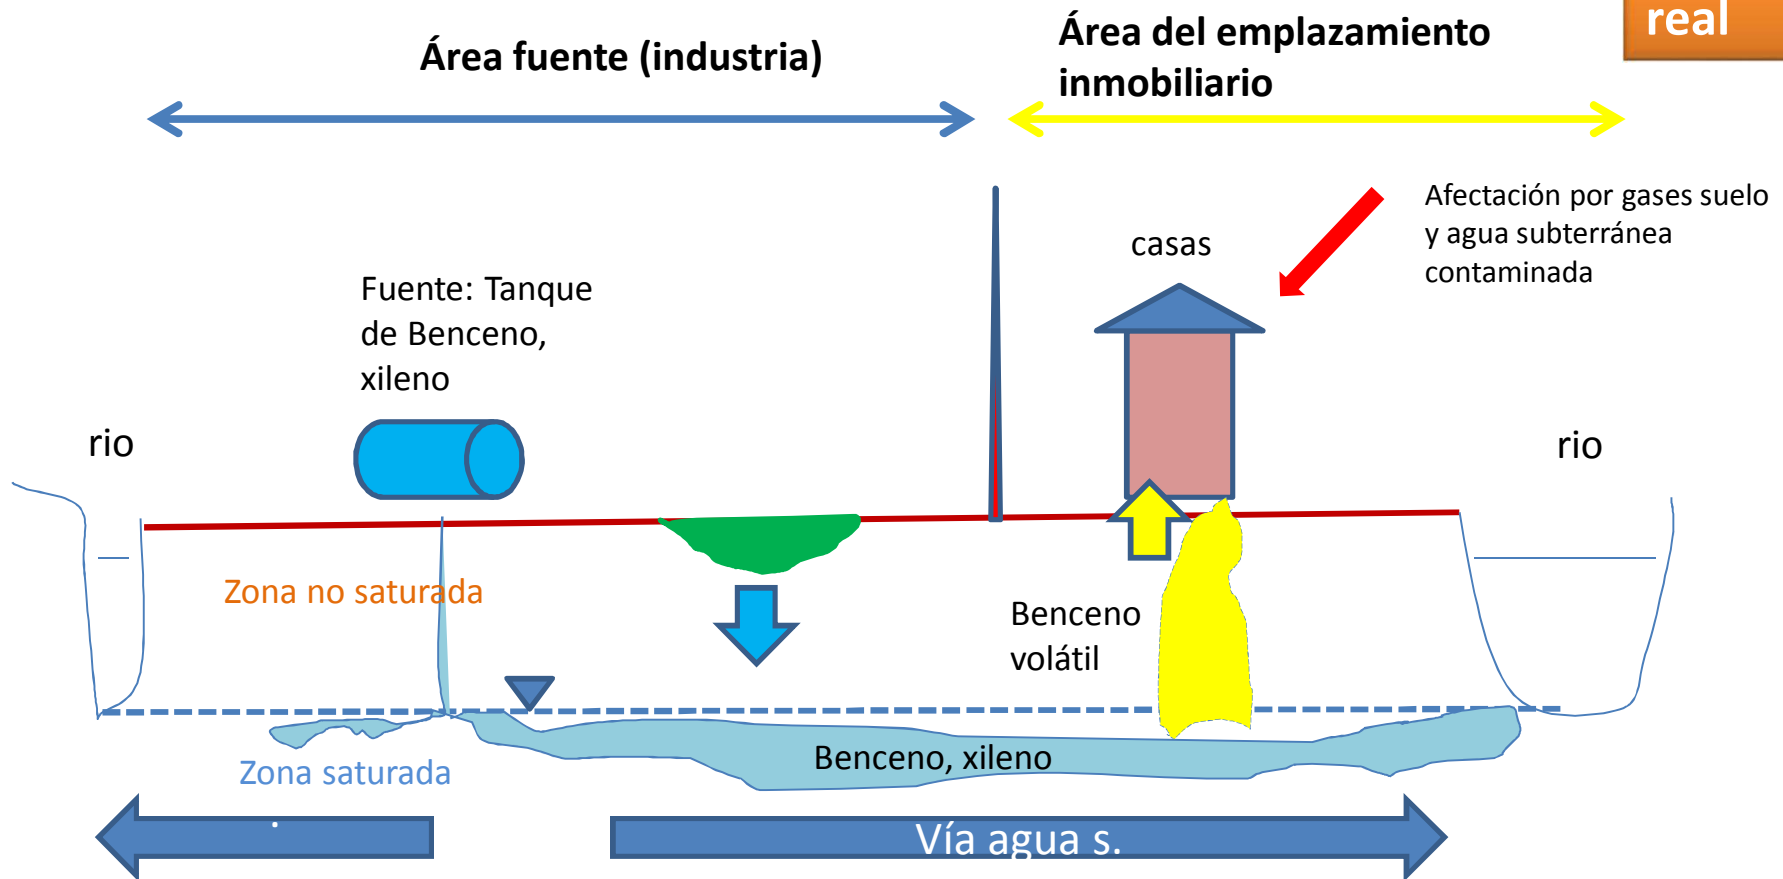 real
Área fuente (industria)
Área del emplazamiento
inmobiliario
Afectación por gases suelo
y agua subterránea
contaminada
casas
Fuente: Tanque
de Benceno,
xileno
rio
rio
Zona no saturada
Benceno
volátil
Benceno, xileno
Zona saturada
.
Vía agua s.